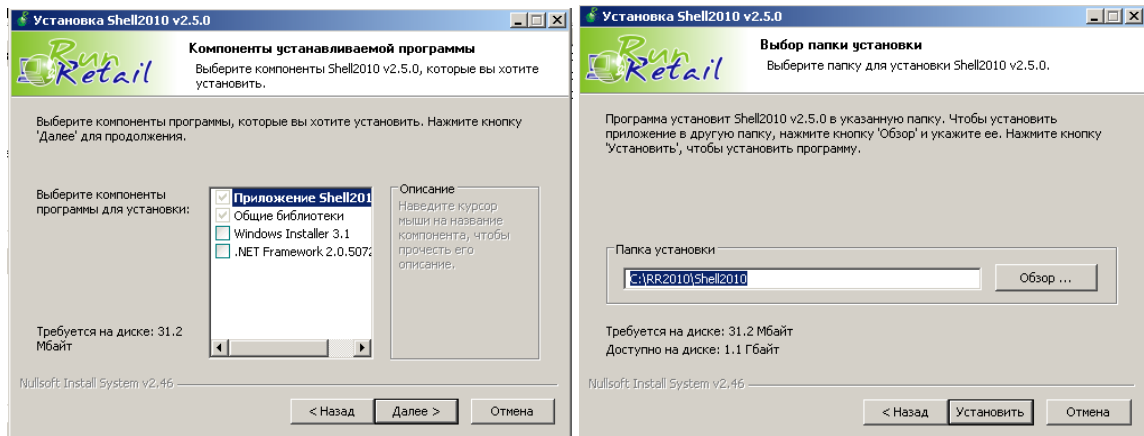 Установка Shell2010 v2.5.0
Run
Retail
Компоненты устанавливаемой программы
Выберите компоненты Shell2010 v2.5.0, которые вы хотите
установить.
Выберите компоненты программы, которые вы хотите установить. Нажмите кнопку
'Далее' для продолжения.
Выберите компоненты
программы для установки:
Приложение Shell201
Общие библиотеки
Windows Installer 3.1
.NET Framework 2.0.5072
Описание
Наведите курсор
мыши на название
компонента, чтобы
прочесть его
описание.
Требуется на диске: 31.2
Мбайт
Nullsoft Install System v2.46
< Назад
Далее >
Отмена
Установка Shell2010 v2.5.0
Run
Retail
Выбор папки установки
Выберите папку для установки Shell2010 v2.5.0.
Программа установит Shell2010 v2.5.0 в указанную папку. Чтобы установить
приложение в другую папку, нажмите кнопку 'Обзор' и укажите ее. Нажмите кнопку
'Установить', чтобы установить программу.
Папка установки
C:\RR2010\Shell2010
Обзор ...
Требуется на диске: 31.2 Мбайт
Доступно на диске: 1.1 Гбайт
Nullsoft Install System v2.46
< Назад
Установить
Отмена